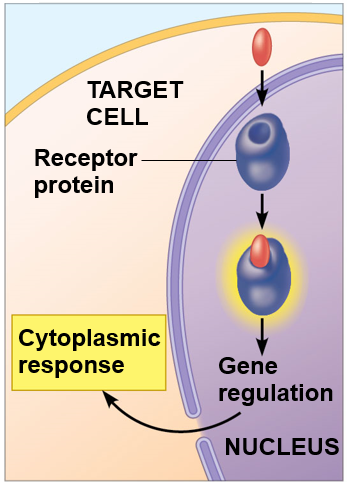 TARGET
CELL
Receptor
protein
Cytoplasmic
response
Gene
regulation
NUCLEUS